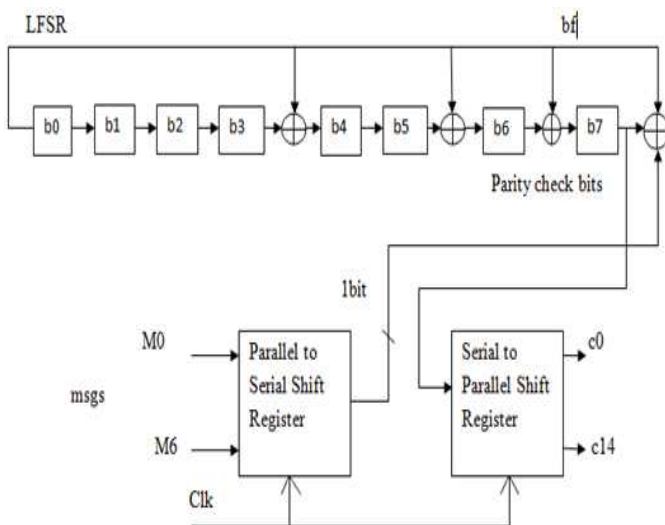 LFSR
bf
b0
b1
b2
b3
b4
b5
b6
b7
Parity check bits
1bit
M0
Parallel to
Serial Shift
Register
Serial to
Parallel Shift
Register
c0
msgs
M6
c14
Clk